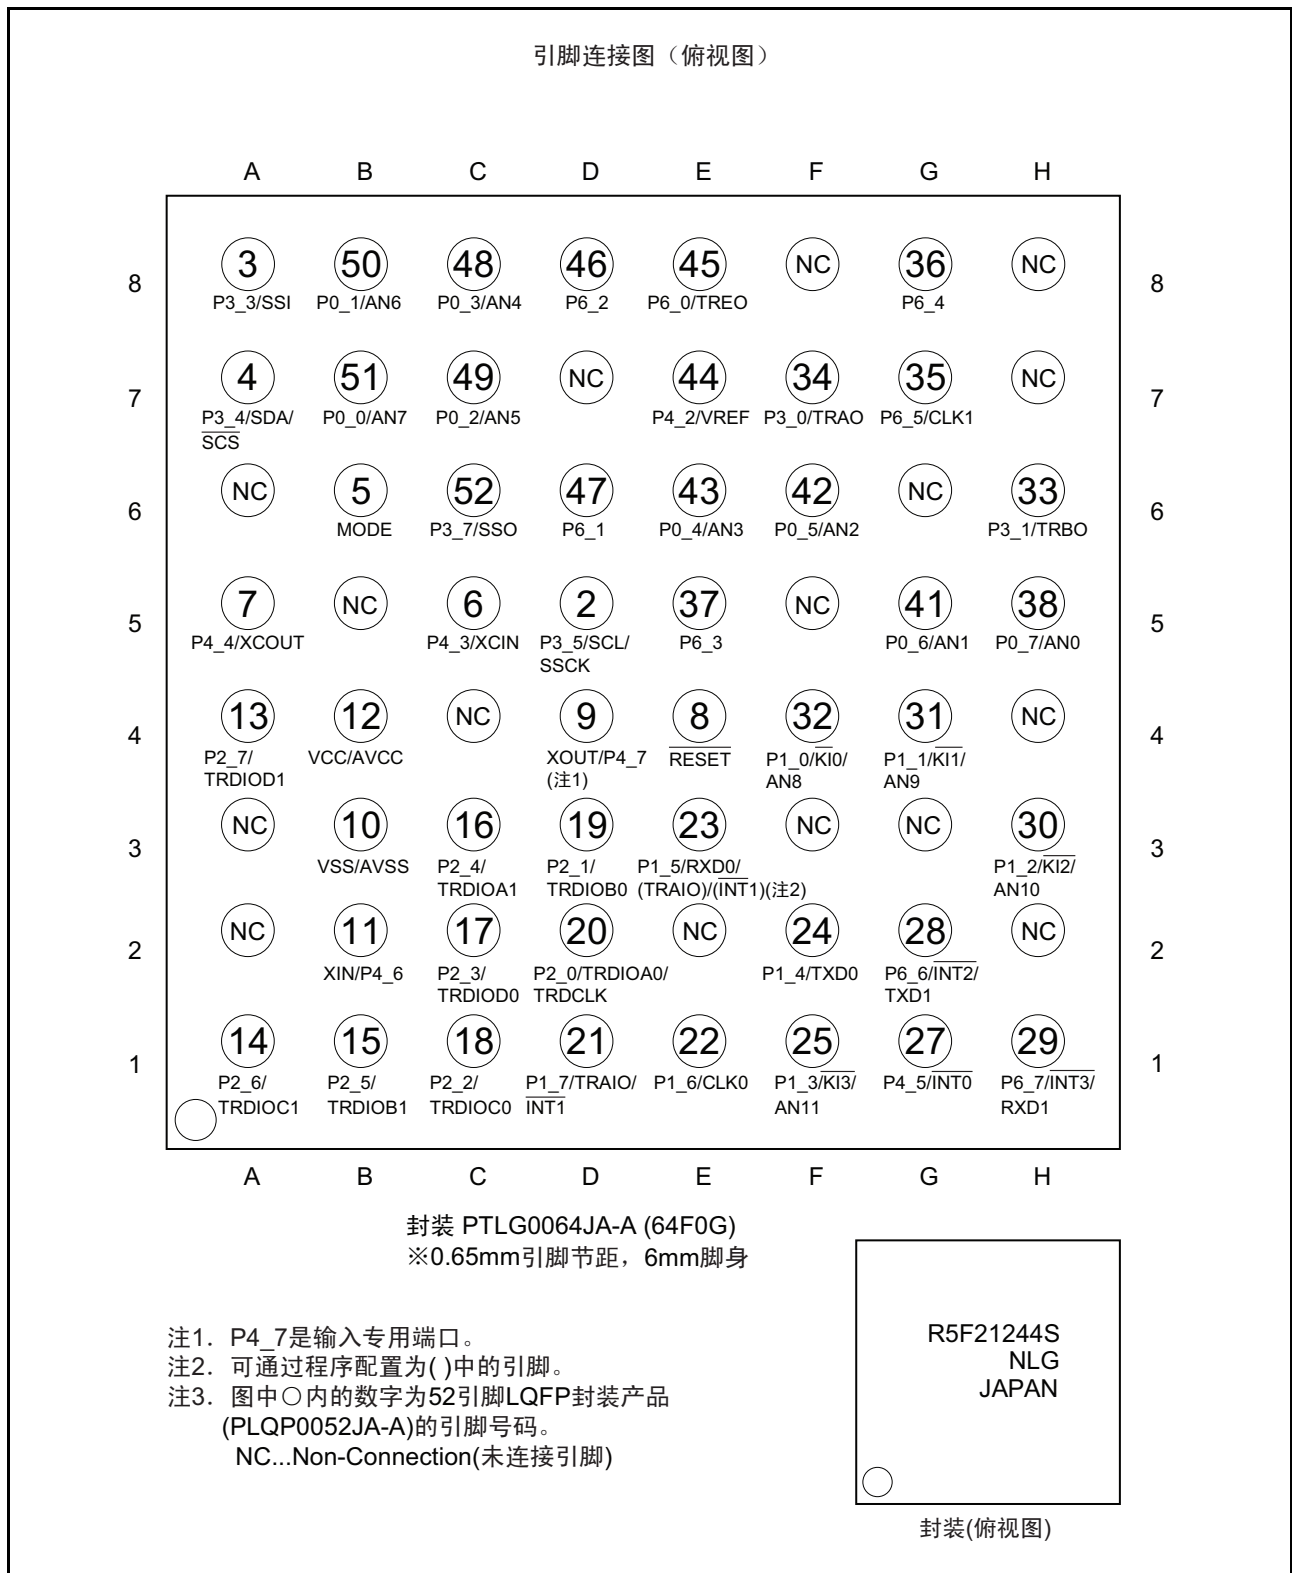 引脚连接图（俯视图）
A B C D E F G H
3 50 48 46 45 NC 36 NC
8 8
P3_3/SSI P0_1/AN6 P0_3/AN4 P6_2 P6_0/TREO P6_4
4 51 49 NC 44 34 35 NC
7 7
P3_4/SDA/ P0_0/AN7 P0_2/AN5 P4_2/VREF P3_0/TRAO P6_5/CLK1
SCS
NC 5 52 47 43 42 NC 33
6 6
MODE P3_7/SSO P6_1 P0_4/AN3 P0_5/AN2 P3_1/TRBO
7 NC 6 2 37 NC 41 38
5 5
P4_4/XCOUT P4_3/XCIN P3_5/SCL/ P6_3 P0_6/AN1 P0_7/AN0
SSCK
13 12 NC 9 8 32 31 NC
4 4
P2_7/ VCC/AVCC XOUT/P4_7 RESET P1_0/KI0/ P1_1/KI1/
TRDIOD1 (注1) AN8 AN9
NC 10 16 19 23 NC NC 30
3 3
VSS/AVSS P2_4/ P2_1/ P1_5/RXD0/ P1_2/KI2/
TRDIOA1 TRDIOB0 (TRAIO)/(INT1)(注2) AN10
NC 11 17 20 NC 24 28 NC
2 2
XIN/P4_6 P2_3/ P2_0/TRDIOA0/ P1_4/TXD0 P6_6/INT2/
TRDIOD0 TRDCLK TXD1
14 15 18 21 22 25 27 29
1 1
P2_6/ P2_5/ P2_2/ P1_7/TRAIO/ P1_6/CLK0 P1_3/KI3/ P4_5/INT0 P6_7/INT3/
TRDIOC1 TRDIOB1 TRDIOC0 INT1 AN11 RXD1
A B C D E F G H
封装 PTLG0064JA-A (64F0G)
※0.65mm引脚节距，6mm脚身
注1．P4_7是输入专用端口。
注2．可通过程序配置为( )中的引脚。
注3．图中○内的数字为52引脚LQFP封装产品
(PLQP0052JA-A)的引脚号码。
NC...Non-Connection(未连接引脚)
R5F21244S
NLG
JAPAN
封装(俯视图)